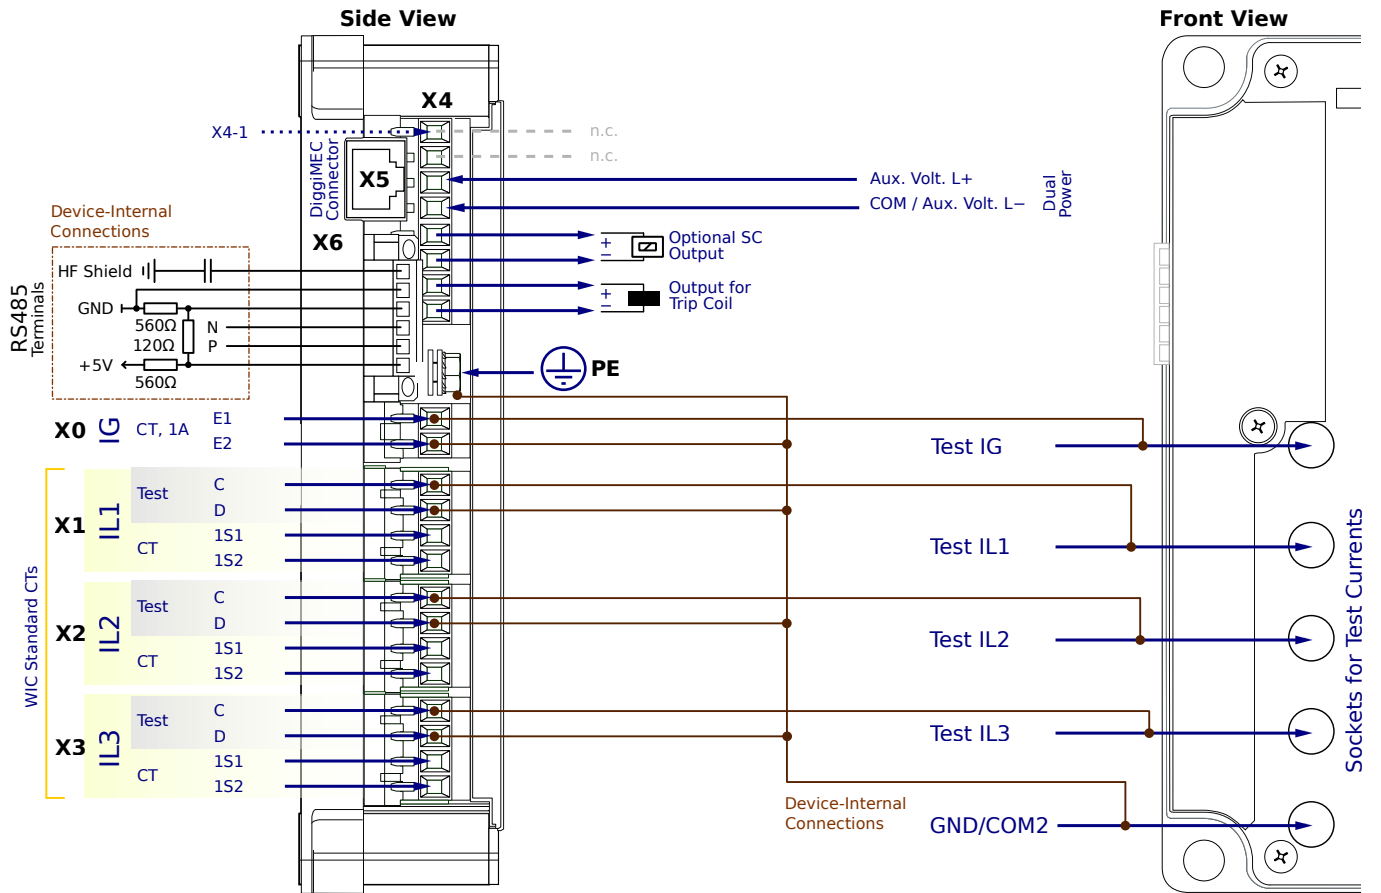 Side View
Front View
X4
X4-1
n.c.
n.c.
DiggiMEC
Connector
X5
Aux. Volt. L+
COM / Aux. Volt. L−
Dual
Power
Device-Internal
Connections
X6
+
−
Optional SC
Output
+
−
Output for
Trip Coil
RS485
Terminals
HF Shield
GND
560Ω
N
120Ω
P
+5V
560Ω
PE
X0
IG
CT, 1A
E1
E2
Test IG
WIC Standard CTs
X1
IL1
Test
C
D
CT
1S1
1S2
Test IL1
X2
IL2
Test
C
D
CT
1S1
1S2
Test IL2
X3
IL3
Test
C
D
CT
1S1
1S2
Test IL3
Sockets for Test Currents
Device-Internal
Connections
GND/COM2